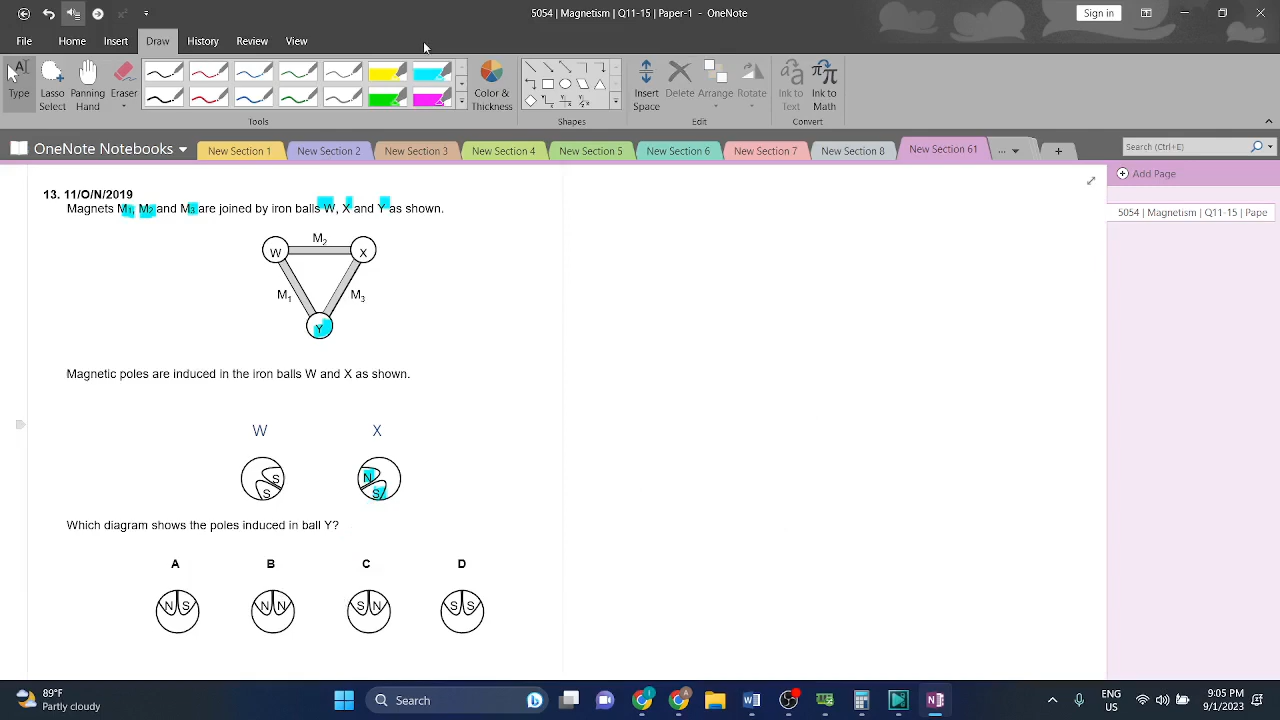 5054 | Magnetism | Q11-15 | Paper-1 - OneNote
Sign in
File Home Insert Draw History Review View
Type
Lasso Select
Panning Hand
Eraser
Color & Thickness
Insert Space
Delete
Arrange
Rotate
Ink to Text
Ink to Math
Tools
Shapes
Edit
Convert
OneNote Notebooks
New Section 1
New Section 2
New Section 3
New Section 4
New Section 5
New Section 6
New Section 7
New Section 8
New Section 61
...
Search (Ctrl+E)
Add Page
5054 | Magnetism | Q11-15 | Pape
13. 11/O/N/2019
Magnets M1, M2 and M3 are joined by iron balls W, X and Y as shown.
M2
W X
M1 M3
Y
Magnetic poles are induced in the iron balls W and X as shown.
W X
S N
S S
Which diagram shows the poles induced in ball Y?
A B C D
N S N N S N S S
89°F
Partly cloudy
Search
ENG
UK
9:05 PM
9/1/2023